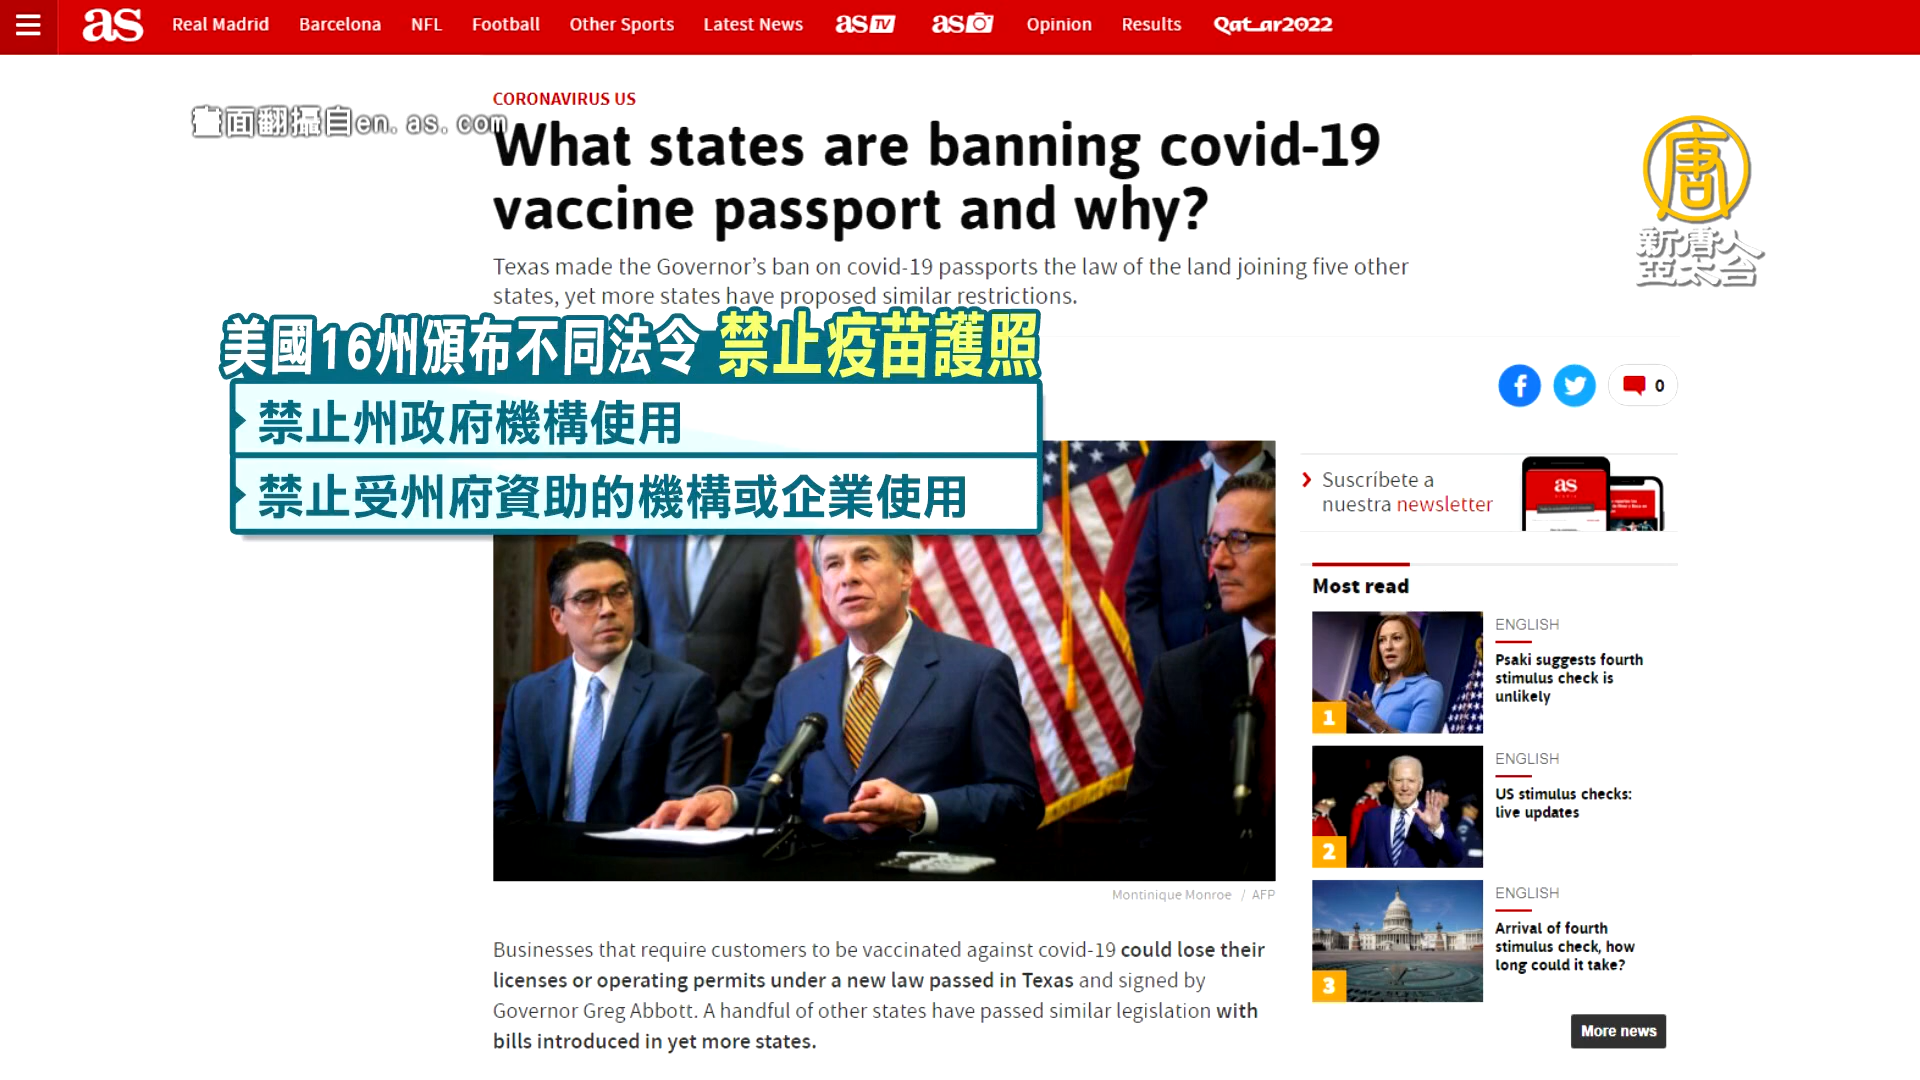 as
Real Madrid
Barcelona
NFL
Football
Other Sports
Latest News
as TV
as
Opinion
Results
Qatar2022
CORONAVIRUS US
畫面翻攝自en.as.com
What states are banning covid-19
vaccine passport and why?
Texas made the Governor's ban on covid-19 passports the law of the land joining five other
states, yet more states have proposed similar restrictions.
唐
新唐人
亞太台
美國16州頒布不同法令 禁止疫苗護照
禁止州政府機構使用
禁止受州府資助的機構或企業使用
0
Suscríbete a
nuestra newsletter
as
Most read
ENGLISH
Psaki suggests fourth
stimulus check is
unlikely
1
ENGLISH
US stimulus checks:
live updates
2
ENGLISH
Arrival of fourth
stimulus check, how
long could it take?
3
More news
Montinique Monroe / AFP
Businesses that require customers to be vaccinated against covid-19 could lose their
licenses or operating permits under a new law passed in Texas and signed by
Governor Greg Abbott. A handful of other states have passed similar legislation with
bills introduced in yet more states.